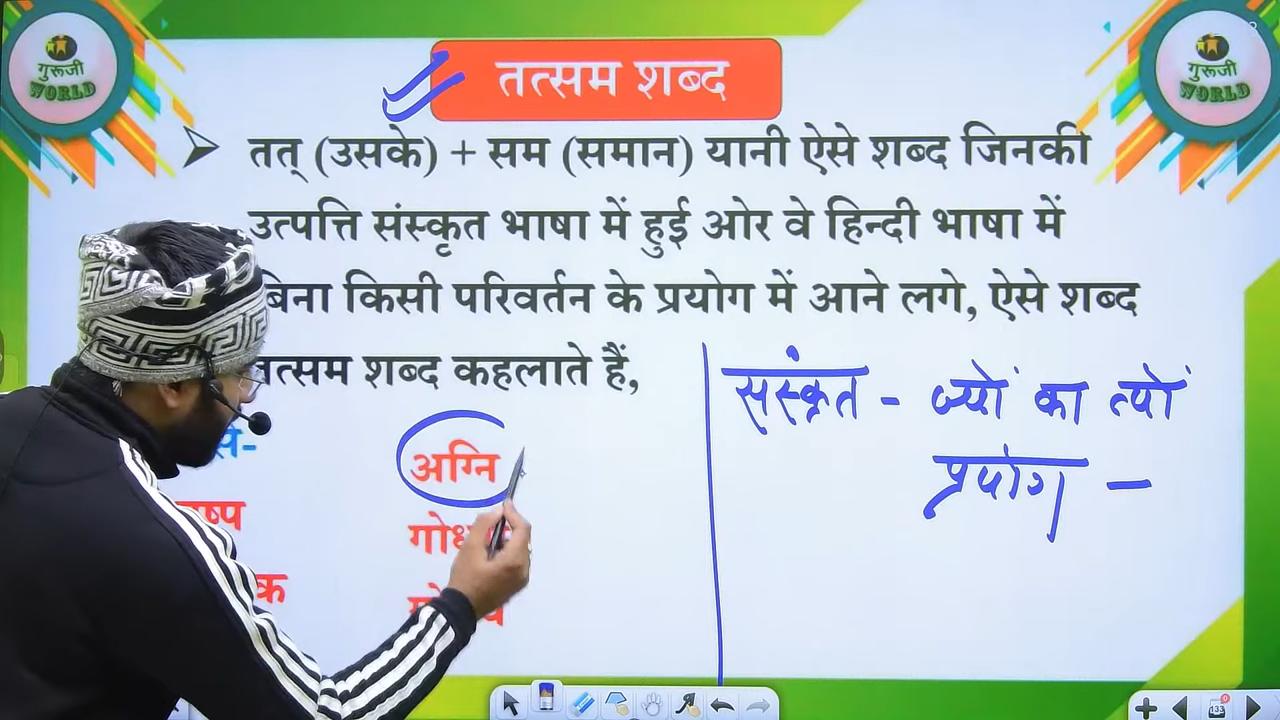 गुरूजी
WORLD
गुरूजी
WORLD
तत्सम शब्द
तत् (उसके) + सम (समान) यानी ऐसे शब्द जिनकी
उत्पत्ति संस्कृत भाषा में हुई ओर वे हिन्दी भाषा में
बिना किसी परिवर्तन के प्रयोग में आने लगे, ऐसे शब्द
तत्सम शब्द कहलाते हैं,
संस्कृत - ज्यों का त्यों
प्रयोग -
अग्नि
133